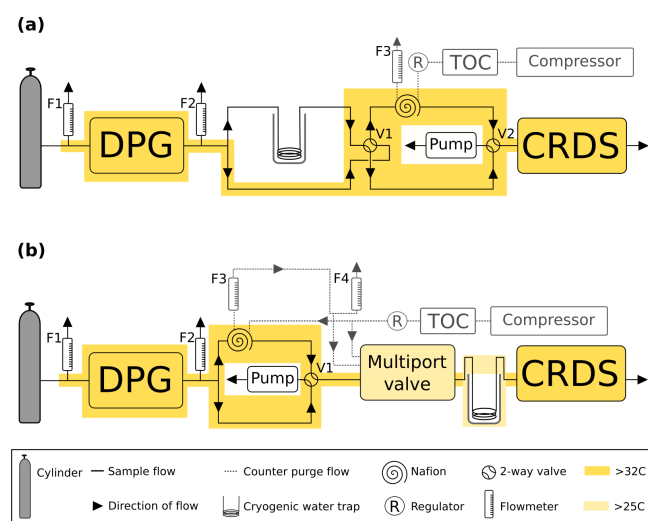 (a)
F3
R
TOC
Compressor
F1
F2
DPG
V1
V2
Pump
CRDS
(b)
F3
F4
R
TOC
Compressor
F1
F2
DPG
Pump
V1
Multiport
valve
CRDS
Cylinder
Sample flow
Counter purge flow
Nafion
2-way valve
>32C
Direction of flow
Cryogenic water trap
R
Regulator
Flowmeter
>25C